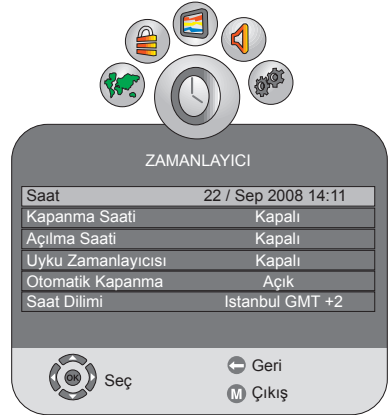 ZAMANLAYICI
Saat 22 / Sep 2008 14:11
Kapanma Saati Kapalı
Açılma Saati Kapalı
Uyku Zamanlayıcısı Kapalı
Otomatik Kapanma Açık
Saat Dilimi Istanbul GMT +2
OK Seç
Geri
M Çıkış